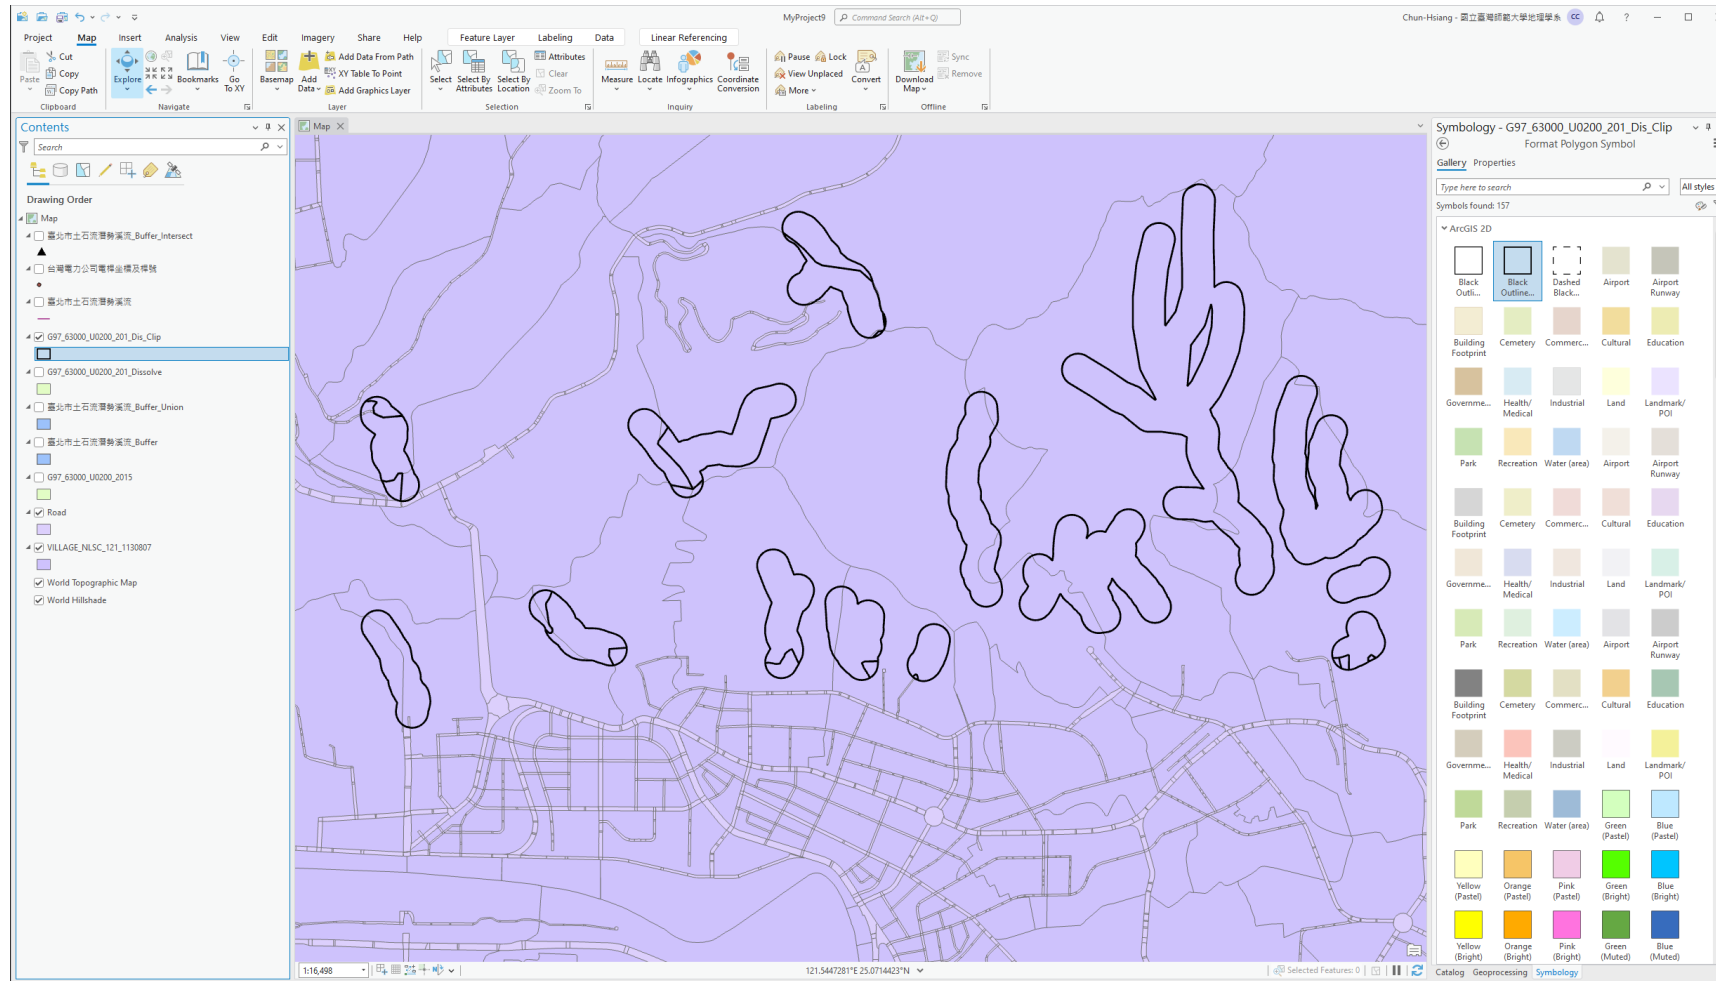 MyProject9
Command Search (Alt+Q)
Chun-Hsiang - 國立臺灣師範大學地理學系
CC
?
Project Map Insert Analysis View Edit Imagery Share Help Feature Layer Labeling Data Linear Referencing
Paste
Cut
Copy
Copy Path
Clipboard
Explore
Bookmarks
Go To XY
Navigate
Basemap
Add Data
Add Data From Path
XY Table To Point
Add Graphics Layer
Layer
Select
Select By Attributes
Select By Location
Attributes
Clear
Zoom To
Selection
Measure
Locate
Infographics
Coordinate Conversion
Inquiry
Pause
Lock
View Unplaced
More
Convert
Labeling
Download Map
Sync
Remove
Offline
Contents
Search
Drawing Order
Map
臺北市土石流潛勢溪流_Buffer_Intersect
台灣電力公司電桿坐標及桿號
臺北市土石流潛勢溪流
G97_63000_U0200_201_Dis_Clip
G97_63000_U0200_201_Dissolve
臺北市土石流潛勢溪流_Buffer_Union
臺北市土石流潛勢溪流_Buffer
G97_63000_U0200_2015
Road
VILLAGE_NLSC_121_1130807
World Topographic Map
World Hillshade
Map
1:16,498
121.5447281°E 25.0714423°N
Selected Features: 0
Symbology - G97_63000_U0200_201_Dis_Clip
Format Polygon Symbol
Gallery Properties
Type here to search
All styles
Symbols found: 157
ArcGIS 2D
Black Outli... Black Outline... Dashed Black... Airport Airport Runway
Building Footprint Cemetery Commerc... Cultural Education
Governme... Health/ Medical Industrial Land Landmark/ POI
Park Recreation Water (area) Airport Airport Runway
Building Footprint Cemetery Commerc... Cultural Education
Governme... Health/ Medical Industrial Land Landmark/ POI
Park Recreation Water (area) Airport Airport Runway
Building Footprint Cemetery Commerc... Cultural Education
Governme... Health/ Medical Industrial Land Landmark/ POI
Park Recreation Water (area) Green (Pastel) Blue (Pastel)
Yellow (Pastel) Orange (Pastel) Pink (Pastel) Green (Bright) Blue (Bright)
Yellow (Bright) Orange (Bright) Pink (Bright) Green (Muted) Blue (Muted)
Catalog Geoprocessing Symbology